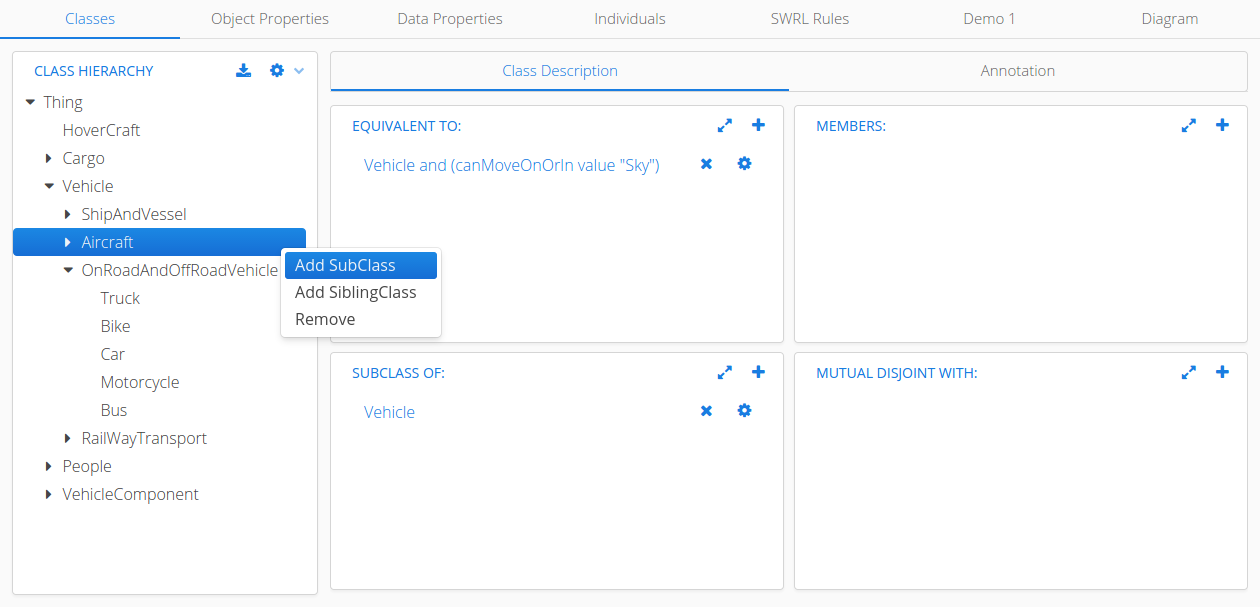 Classes Object Properties Data Properties Individuals SWRL Rules Demo 1 Diagram
CLASS HIERARCHY
Thing
HoverCraft
Cargo
Vehicle
ShipAndVessel
Aircraft
OnRoadAndOffRoadVehicle
Truck
Bike
Car
Motorcycle
Bus
RailWayTransport
People
VehicleComponent
Add SubClass
Add SiblingClass
Remove
Class Description Annotation
EQUIVALENT TO:
Vehicle and (canMoveOnOrIn value "Sky")
MEMBERS:
SUBCLASS OF:
Vehicle
MUTUAL DISJOINT WITH: